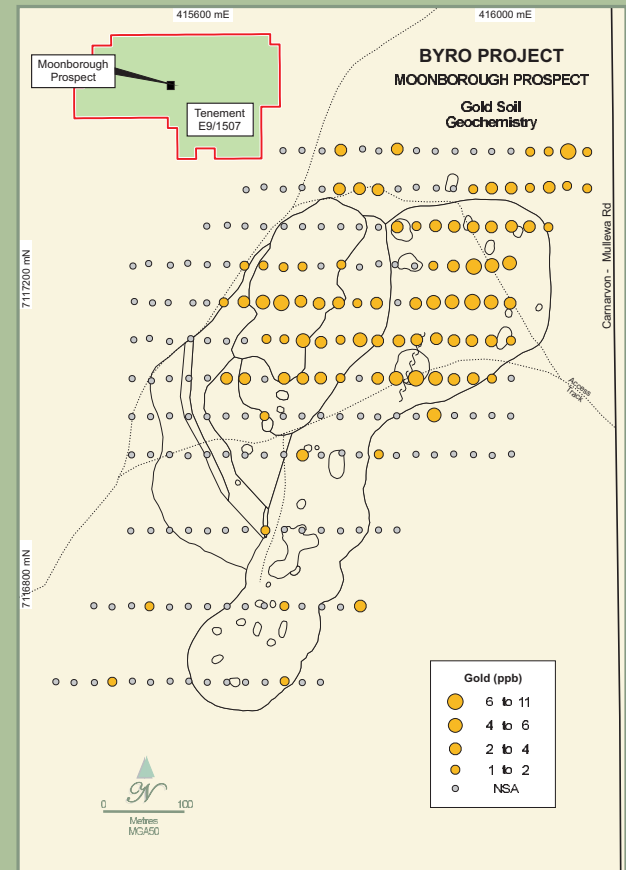 415600 mE
416000 mE
Moonborough
Prospect
Tenement
E9/1507
BYRO PROJECT
MOONBOROUGH PROSPECT
Gold Soil
Geochemistry
7117200 mN
Carnarvon - Mullewa Rd
Access
Track
7116800 mN
Gold (ppb)
6 to 11
4 to 6
2 to 4
1 to 2
NSA
N
0 100
Metres
MGA50